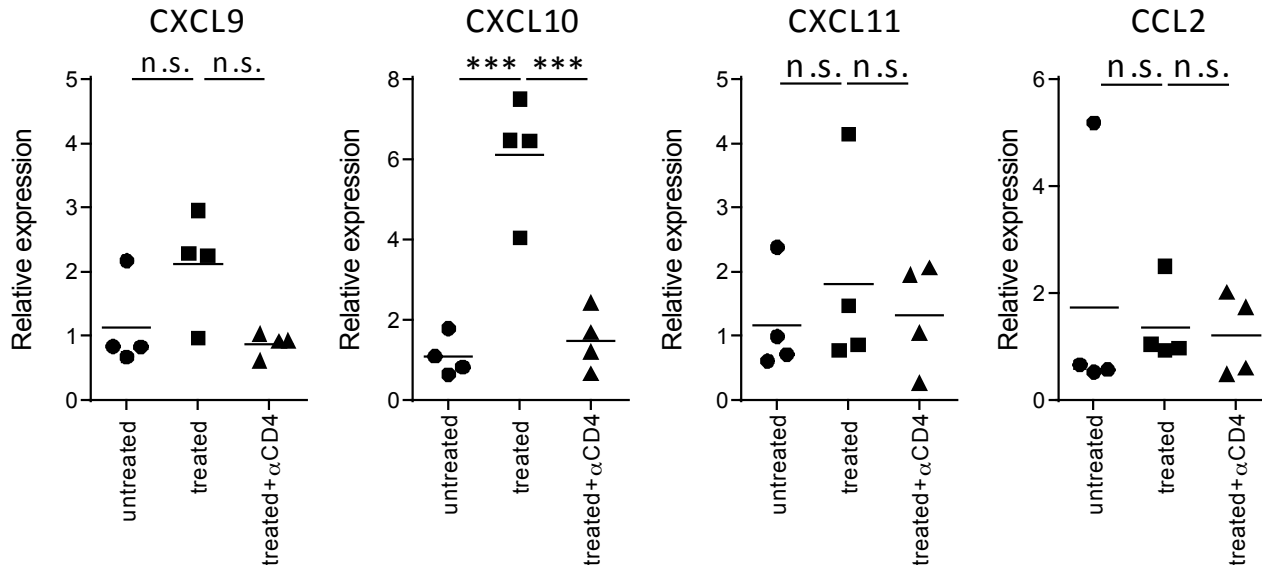 CXCL9
n.s. n.s.
Relative expression
5
4
3
2
1
0
untreated
treated
treated+αCD4
CXCL10
*** ***
Relative expression
8
6
4
2
0
untreated
treated
treated+αCD4
CXCL11
n.s. n.s.
Relative expression
5
4
3
2
1
0
untreated
treated
treated+αCD4
CCL2
n.s. n.s.
Relative expression
6
4
2
0
untreated
treated
treated+αCD4